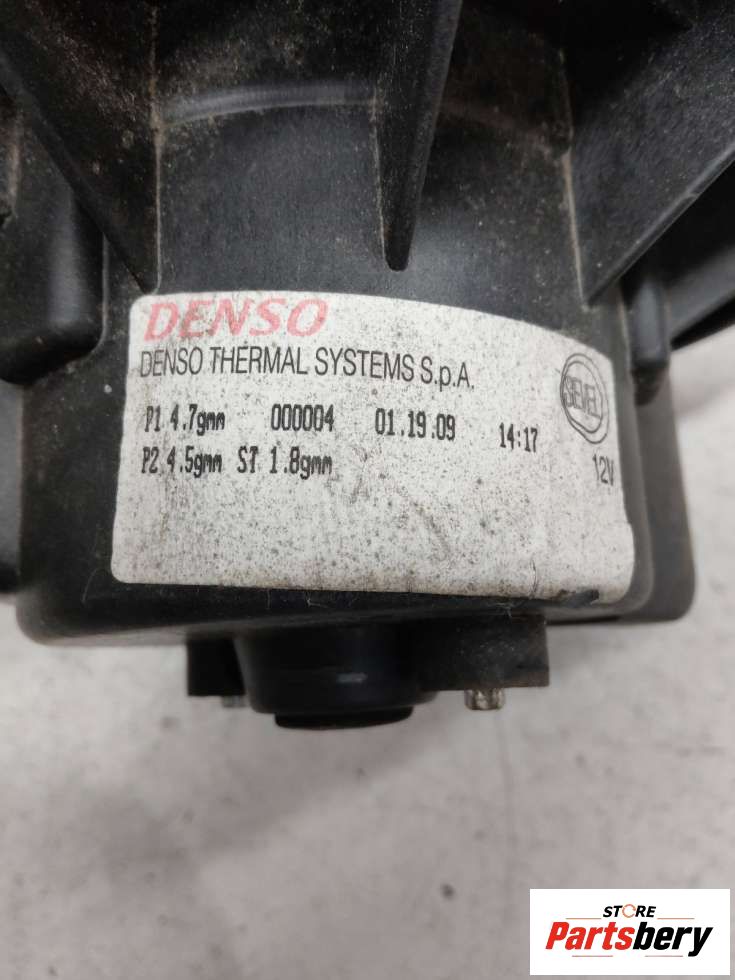 DENSO
DENSO THERMAL SYSTEMS S.p.A.
P1 4.7gmm 000004 01.19.09 14:17
P2 4.5gmm ST 1.8gmm
SEVEL
12V
STORE
Partsbery